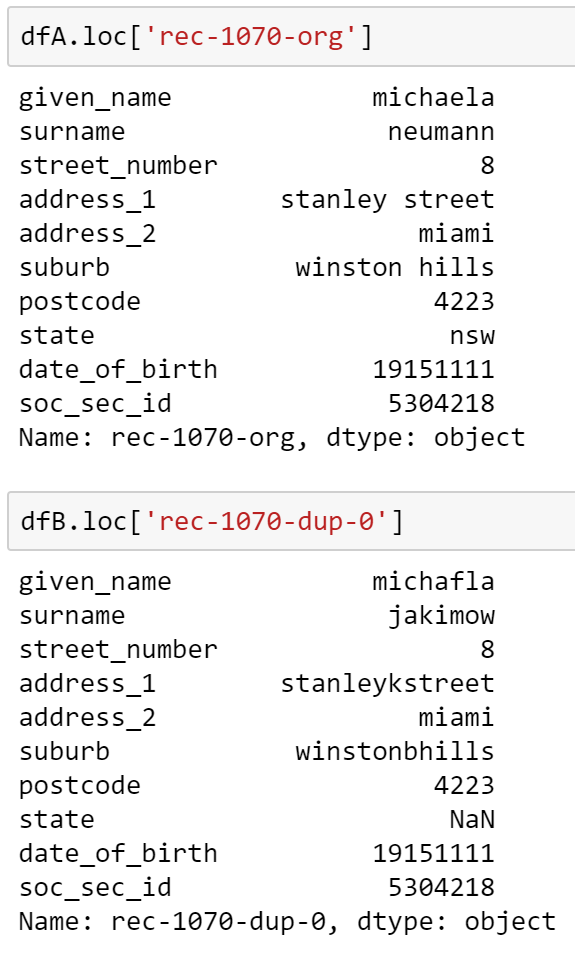 dfA.loc['rec-1070-org']
given_name michaela
surname neumann
street_number 8
address_1 stanley street
address_2 miami
suburb winston hills
postcode 4223
state nsw
date_of_birth 19151111
soc_sec_id 5304218
Name: rec-1070-org, dtype: object
dfB.loc['rec-1070-dup-0']
given_name michafla
surname jakimow
street_number 8
address_1 stanleykstreet
address_2 miami
suburb winstonbhills
postcode 4223
state NaN
date_of_birth 19151111
soc_sec_id 5304218
Name: rec-1070-dup-0, dtype: object